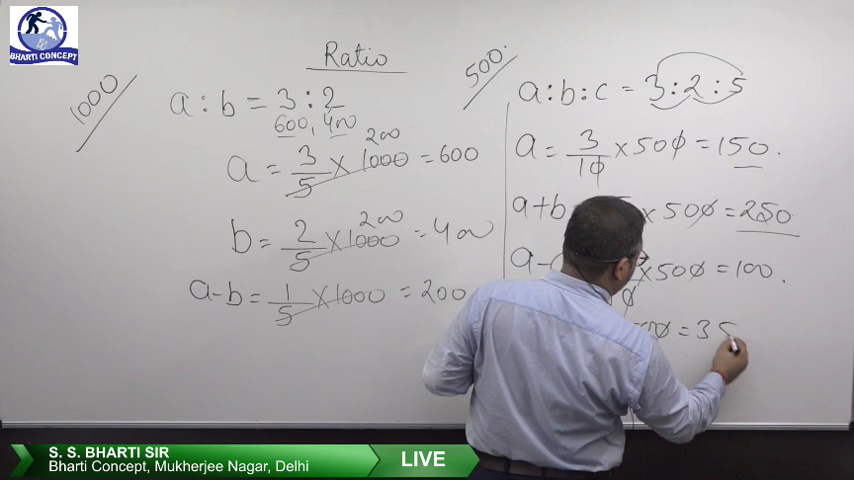 BHARTI CONCEPT
Ratio
1000
a : b = 3 : 2
600, 400
200
a = 3/5 × 1000 = 600
200
b = 2/5 × 1000 = 400
a-b = 1/5 × 1000 = 200
500.
a : b : c = 3 : 2 : 5
a = 3/10 × 500 = 150.
a+b = × 500 = 250
a- × 500 = 100.
= 35
S. S. BHARTI SIR
Bharti Concept, Mukherjee Nagar, Delhi
LIVE